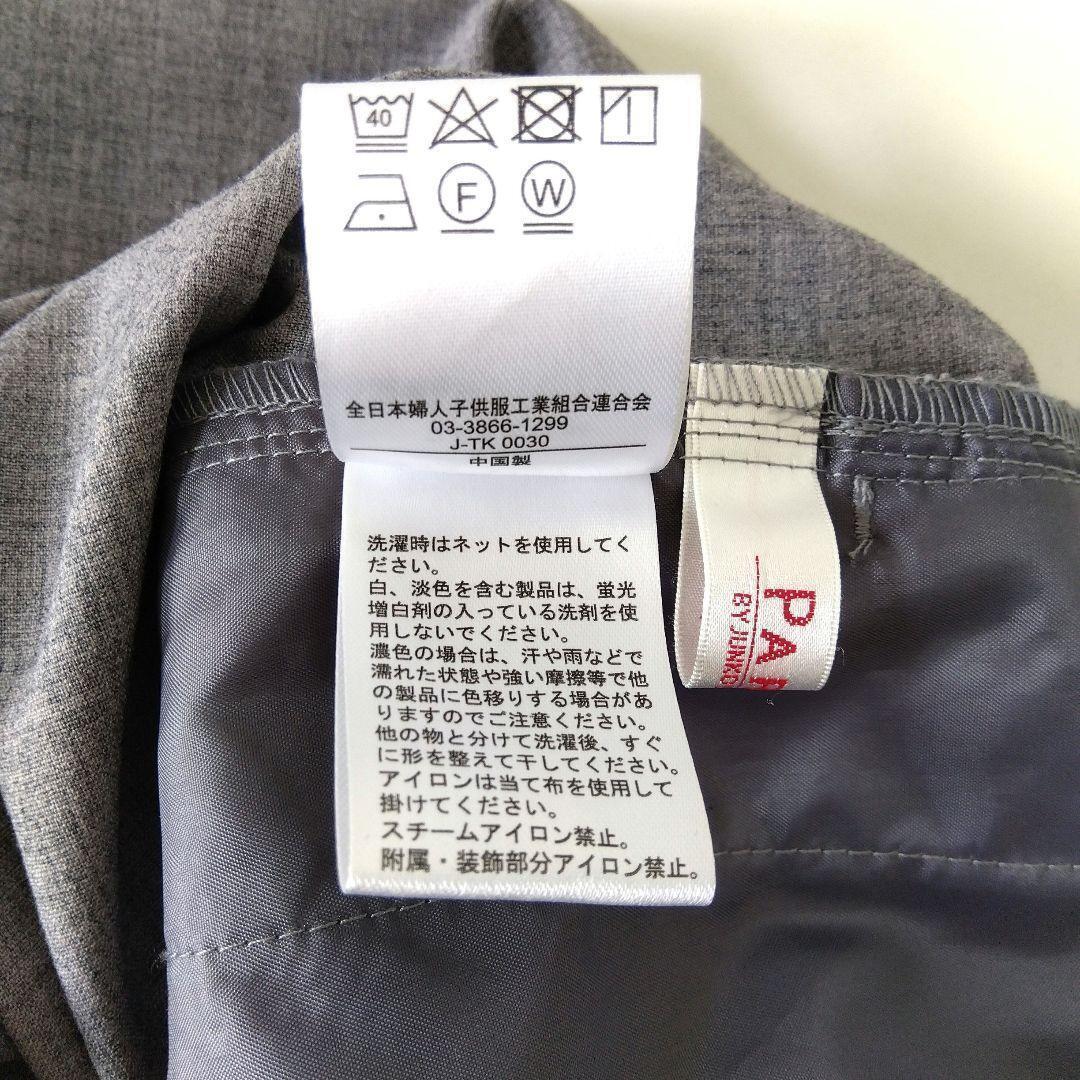 40
F
W
全日本婦人子供服工業組合連合会
03-3866-1299
J-TK 0030
中国製
洗濯時はネットを使用してく
ださい。
白、淡色を含む製品は、蛍光
増白剤の入っている洗剤を使
用しないでください。
濃色の場合は、汗や雨などで
濡れた状態や強い摩擦等で他
の製品に色移りする場合があ
りますのでご注意ください。
他の物と分けて洗濯後、すぐ
に形を整えて干してください。
アイロンは当て布を使用して
掛けてください。
スチームアイロン禁止。
附属・装飾部分アイロン禁止。
BY JUNKO